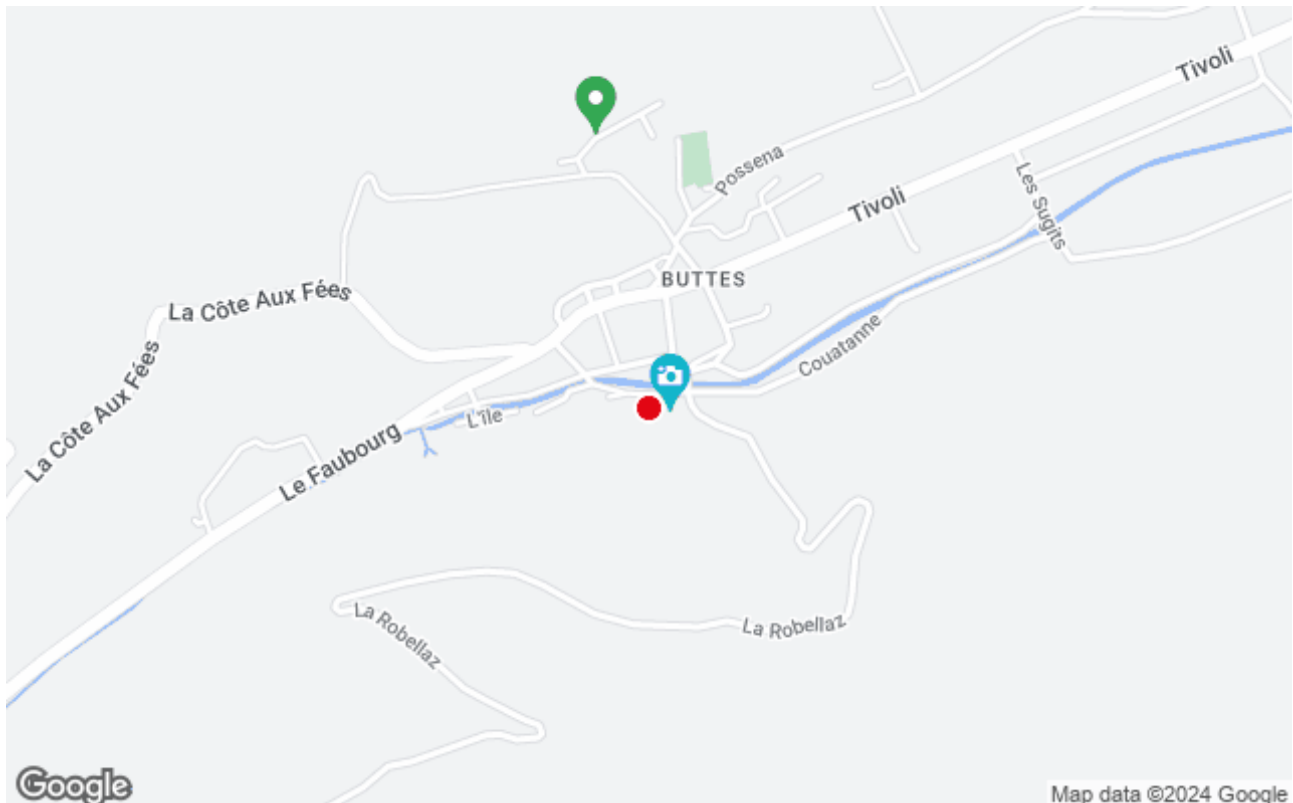 Tivoli
Possena
Tivoli
Les Sugits
BUTTES
La Côte Aux Fées
Couatanne
La Côte Aux Fées
L'île
Le Faubourg
La Robellaz
La Robellaz
Google
Map data ©2024 Google